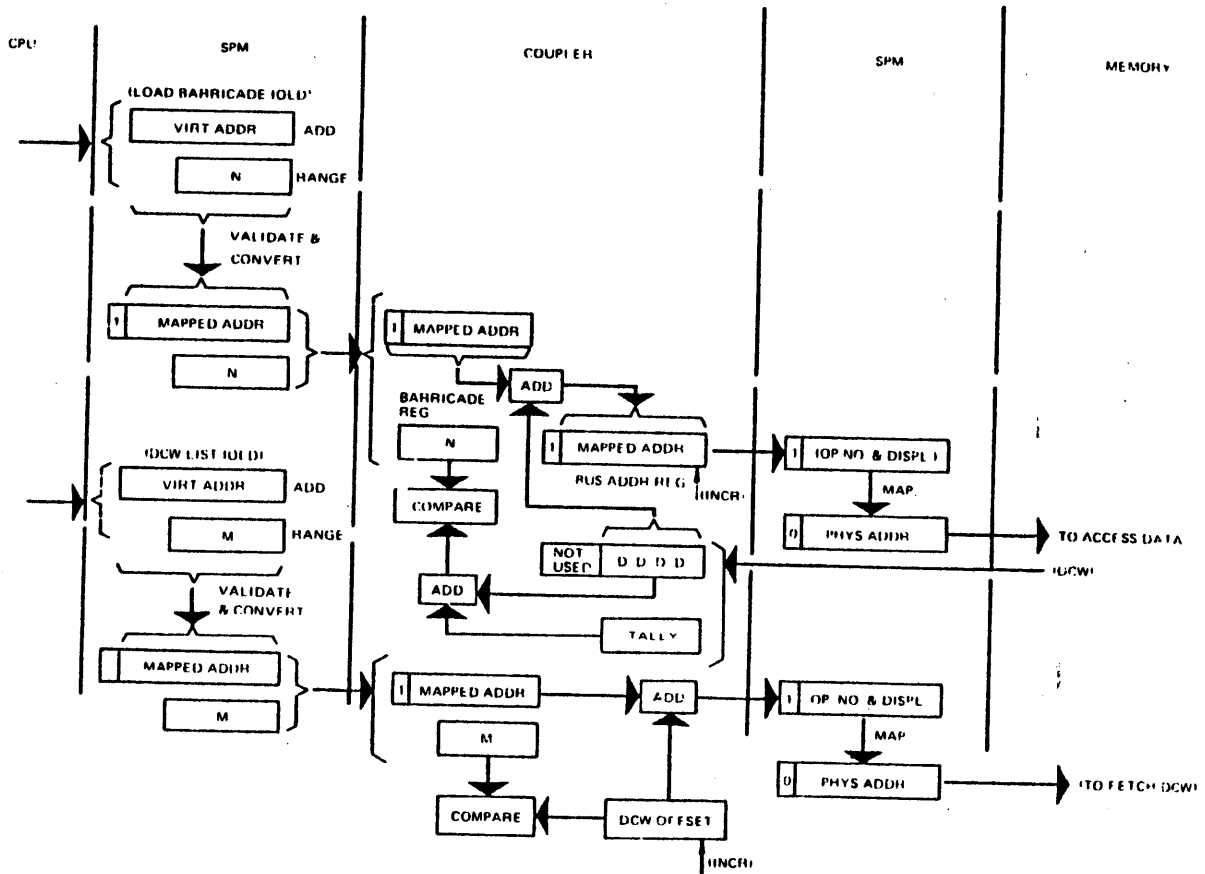 CPU
SPM
COUPLER
SPM
MEMORY
(LOAD BARRICADE IOLD)
VIRT ADDR
ADD
N
RANGE
VALIDATE &
CONVERT
1
MAPPED ADDR
N
1
MAPPED ADDR
ADD
BARRICADE
REG
N
1
MAPPED ADDR
BUS ADDR REG
(INCR)
1
(OP NO. & DISPL)
MAP
0
PHYS ADDR
TO ACCESS DATA
(DCW LIST IOLD)
VIRT ADDR
ADD
M
RANGE
COMPARE
NOT
USED
D D D D
(DCW)
ADD
TALLY
VALIDATE
& CONVERT
MAPPED ADDR
M
1
MAPPED ADDR
ADD
1
(OP NO. & DISPL
M
MAP
0
PHYS ADDR
(TO FETCH DCW)
COMPARE
DCW OFFSET
(INCR)